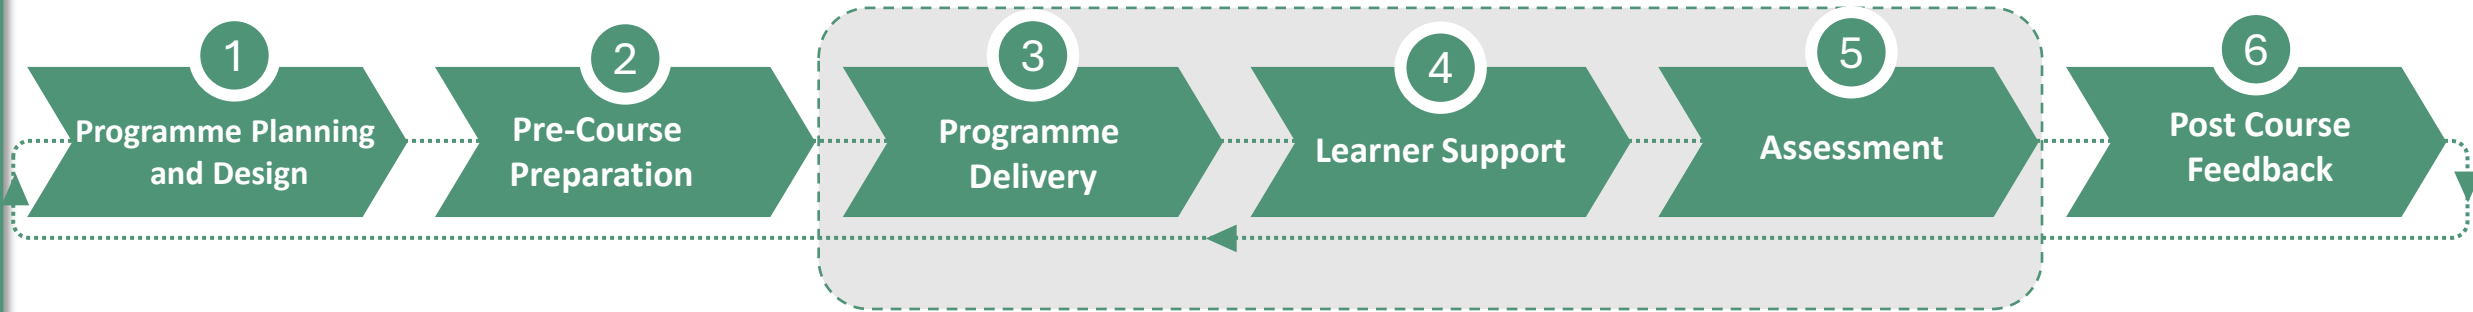 1
Programme Planning
and Design
2
Pre-Course
Preparation
3
Programme
Delivery
4
Learner Support
5
Assessment
6
Post Course
Feedback